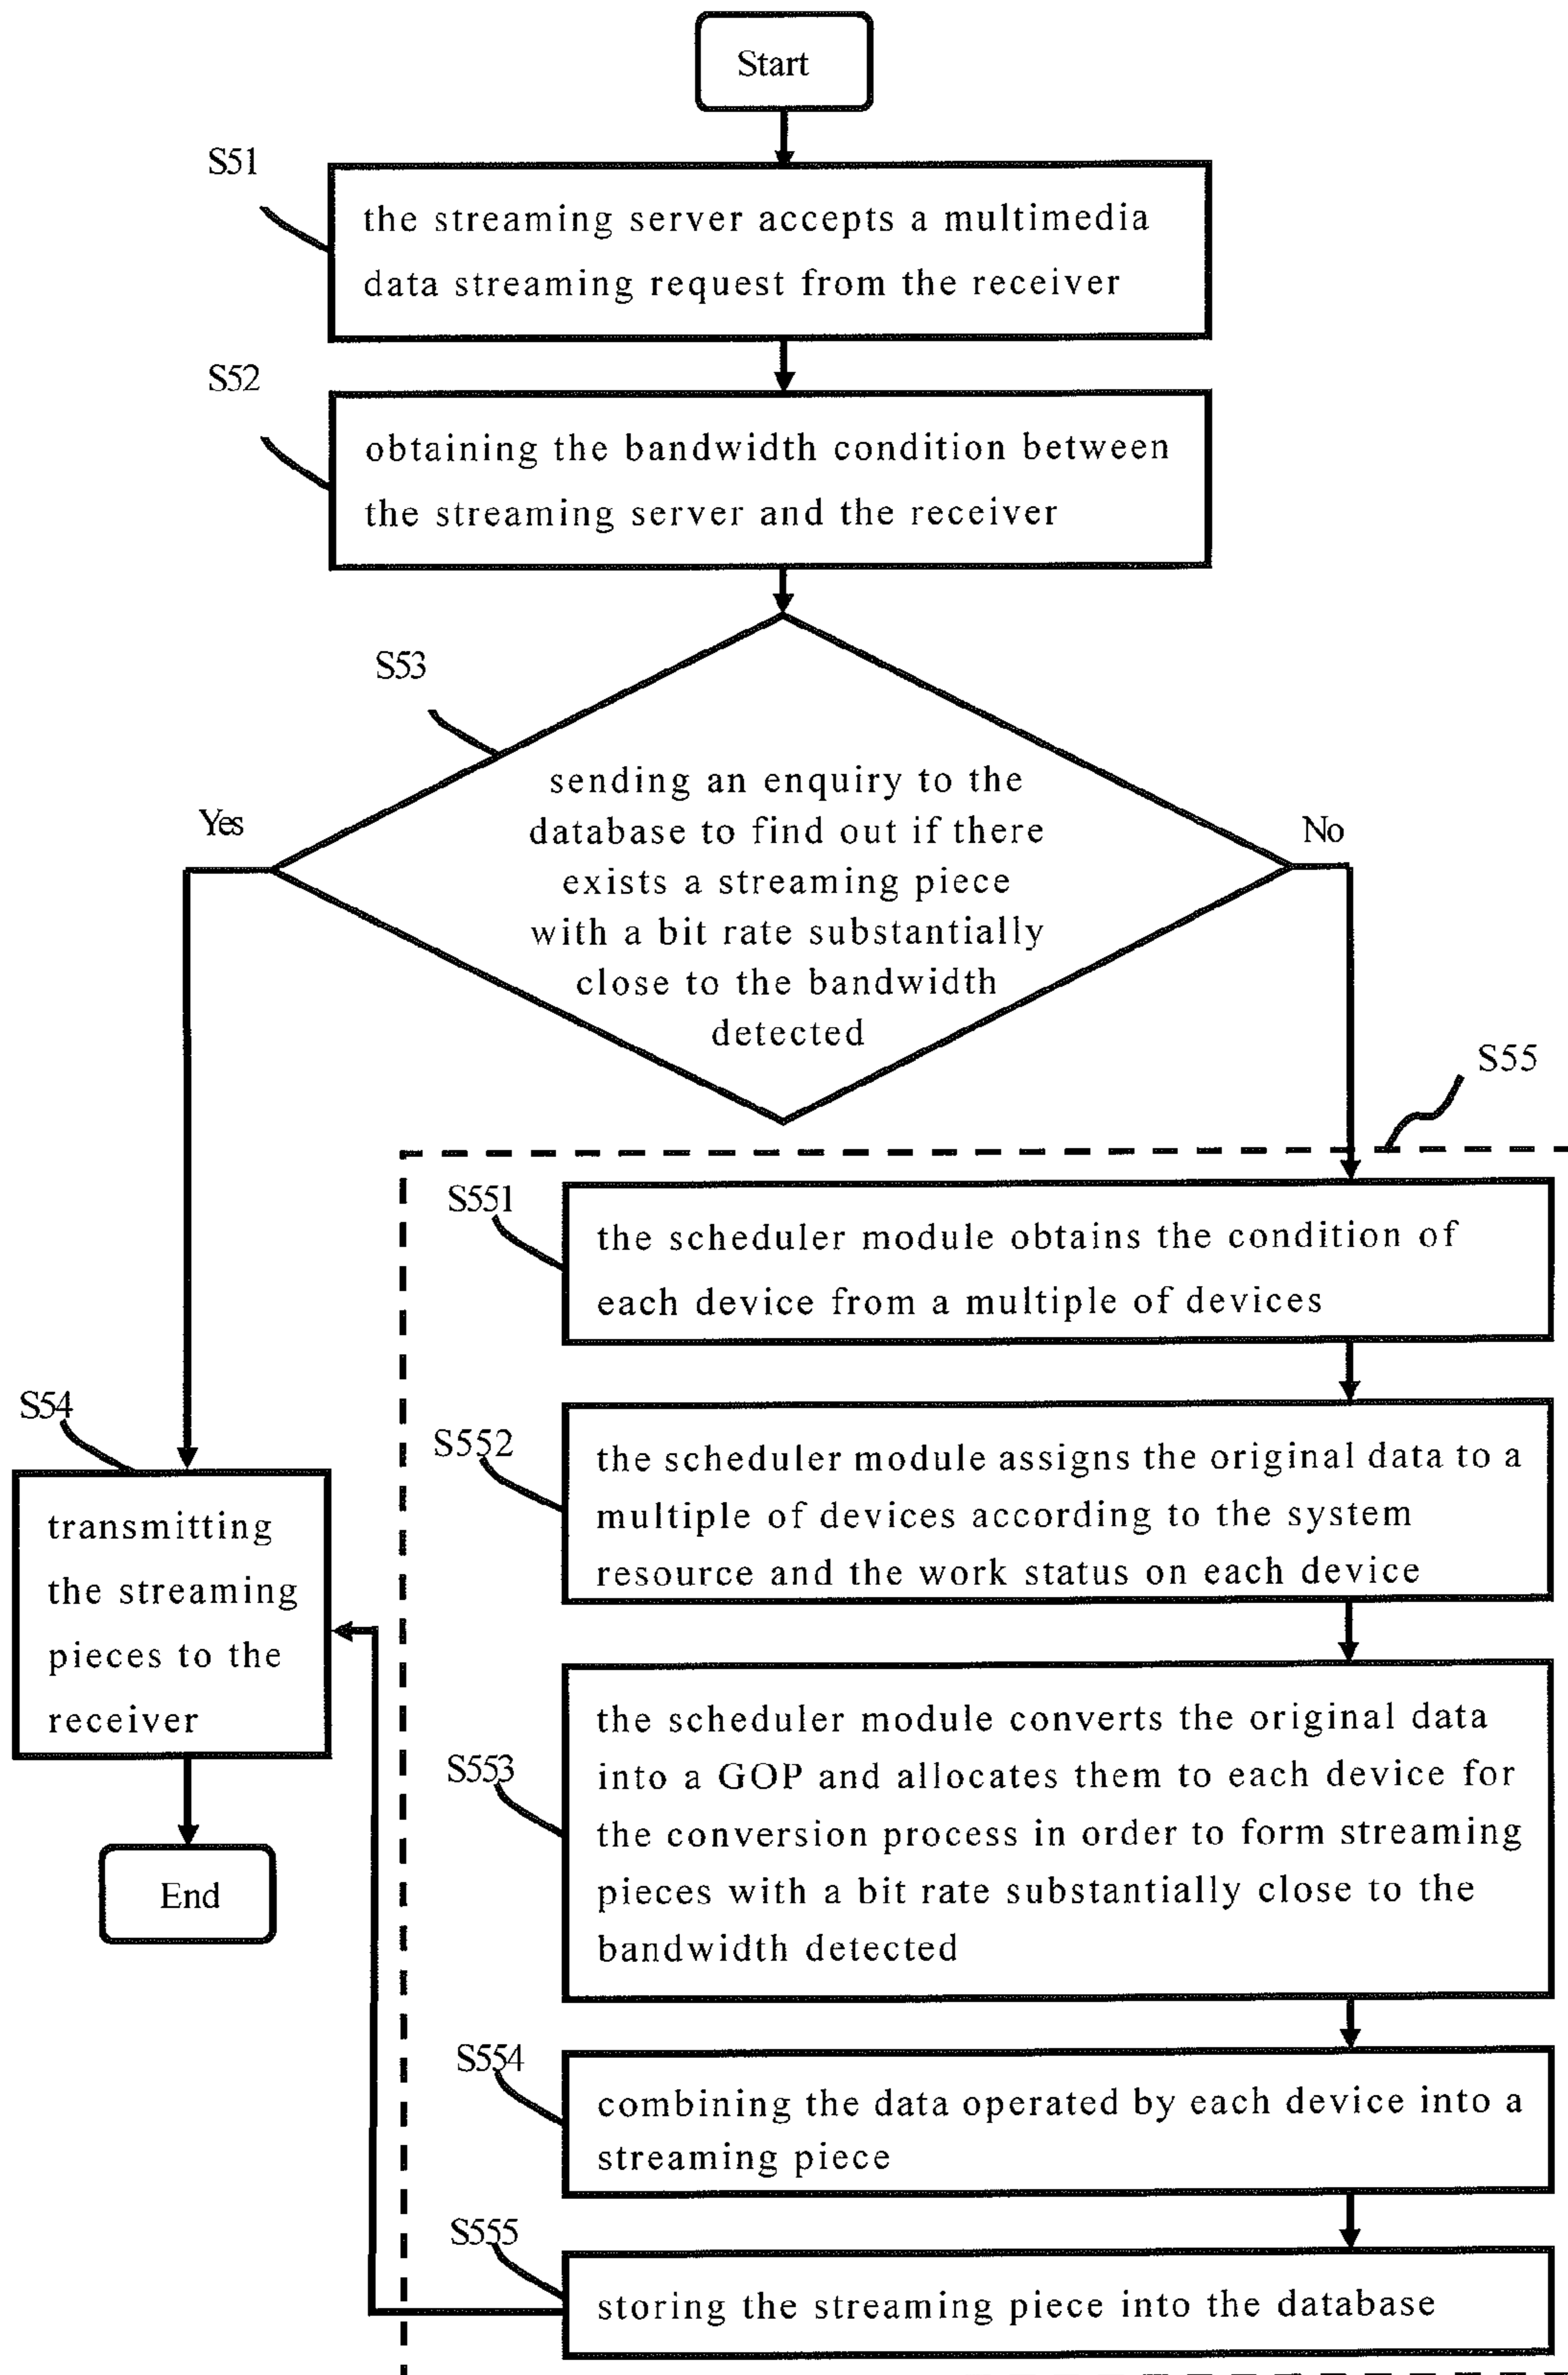 Start
S51
the streaming server accepts a multimedia
data streaming request from the receiver
S52
obtaining the bandwidth condition between
the streaming server and the receiver
S53
sending an enquiry to the
database to find out if there
exists a streaming piece
with a bit rate substantially
close to the bandwidth
detected
Yes
No
S55
S551
the scheduler module obtains the condition of
each device from a multiple of devices
S552
the scheduler module assigns the original data to a
multiple of devices according to the system
resource and the work status on each device
S54
transmitting
the streaming
pieces to the
receiver
End
S553
the scheduler module converts the original data
into a GOP and allocates them to each device for
the conversion process in order to form streaming
pieces with a bit rate substantially close to the
bandwidth detected
S554
combining the data operated by each device into a
streaming piece
S555
storing the streaming piece into the database